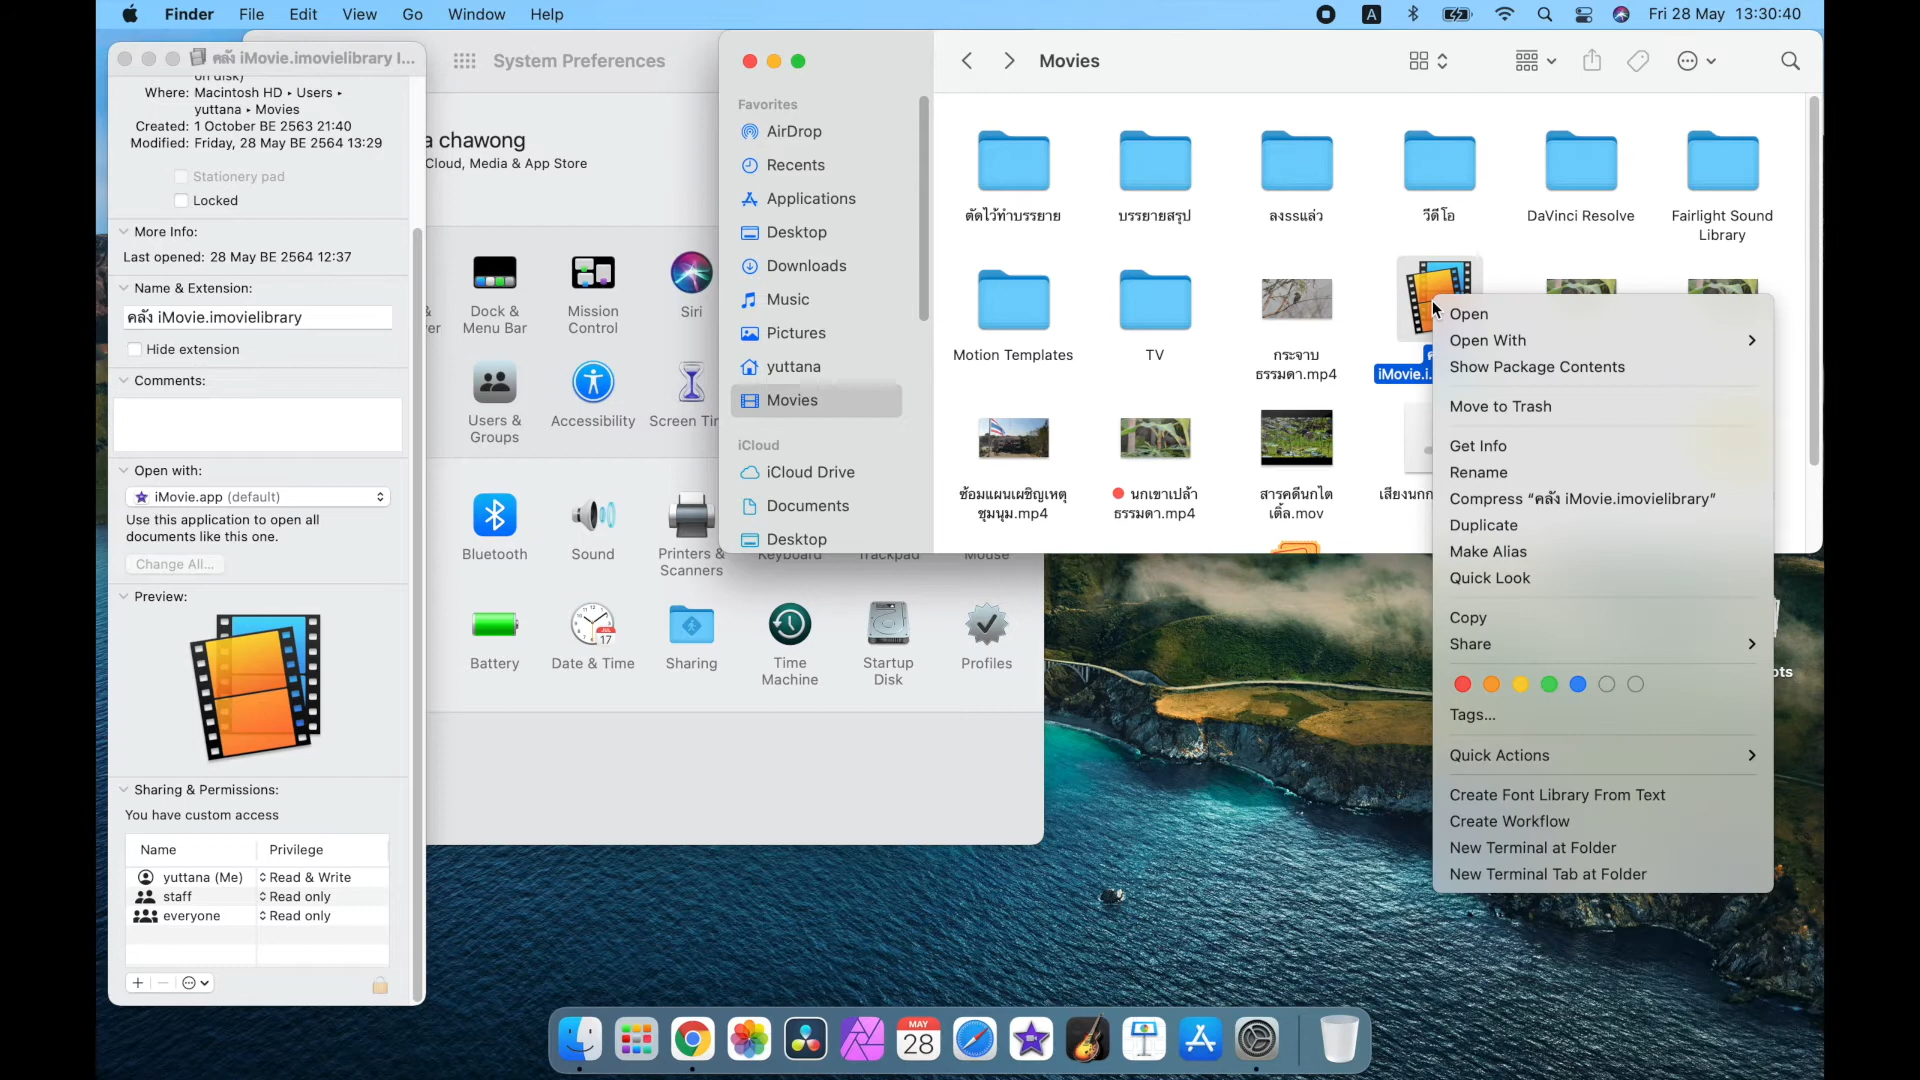 Finder File Edit View Go Window Help
A Fri 28 May 13:30:40
คลัง iMovie.imovielibrary I...
on disk)
Where: Macintosh HD ▸ Users ▸
yuttana ▸ Movies
Created: 1 October BE 2563 21:40
Modified: Friday, 28 May BE 2564 13:29
Stationery pad
Locked
More Info:
Last opened: 28 May BE 2564 12:37
Name & Extension:
คลัง iMovie.imovielibrary
Hide extension
Comments:
Open with:
iMovie.app (default)
Use this application to open all
documents like this one.
Change All...
Preview:
Sharing & Permissions:
You have custom access
Name Privilege
yuttana (Me) Read & Write
staff Read only
everyone Read only
System Preferences
a chawong
Cloud, Media & App Store
Dock &
Menu Bar
Mission
Control
Siri
Users &
Groups
Accessibility
Screen Tir
Bluetooth
Sound
Printers &
Scanners
Keyboard
Trackpad
Mouse
Battery
Date & Time
Sharing
Time
Machine
Startup
Disk
Profiles
Favorites
AirDrop
Recents
Applications
Desktop
Downloads
Music
Pictures
yuttana
Movies
iCloud
iCloud Drive
Documents
Desktop
Movies
ตัดไว้ทำบรรยาย
บรรยายสรุป
ลงรรแล่ว
วีดีโอ
DaVinci Resolve
Fairlight Sound
Library
Motion Templates
TV
กระจาบ
ธรรมดา.mp4
iMovie.i.
ซ้อมแผนเผชิญเหตุ
ชุมนุม.mp4
นกเขาเปล้า
ธรรมดา.mp4
สารคดีนกไต
เติ้ล.mov
เสียงนกก
Open
Open With
Show Package Contents
Move to Trash
Get Info
Rename
Compress “คลัง iMovie.imovielibrary”
Duplicate
Make Alias
Quick Look
Copy
Share
Tags...
Quick Actions
Create Font Library From Text
Create Workflow
New Terminal at Folder
New Terminal Tab at Folder
ots
MAY
28
JUL
17